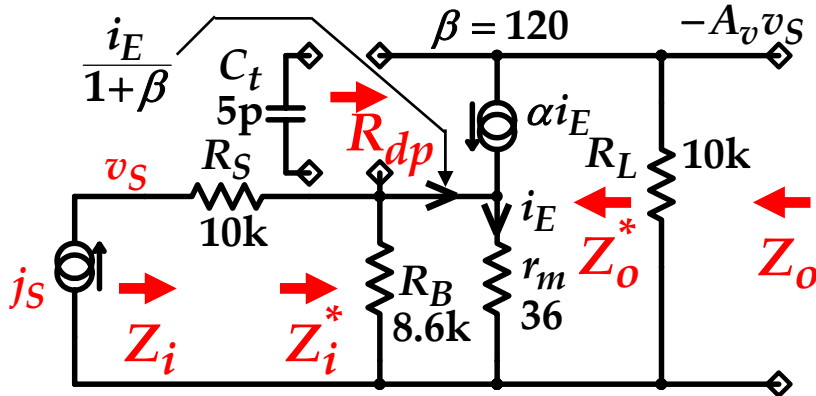 i_E
1+β
C_t
5p
β = 120
−A_v v_S
R_dp
αi_E
R_L
10k
v_S
R_S
10k
i_E
j_S
Z_i
Z_i^*
R_B
8.6k
r_m
36
Z_o^*
Z_o